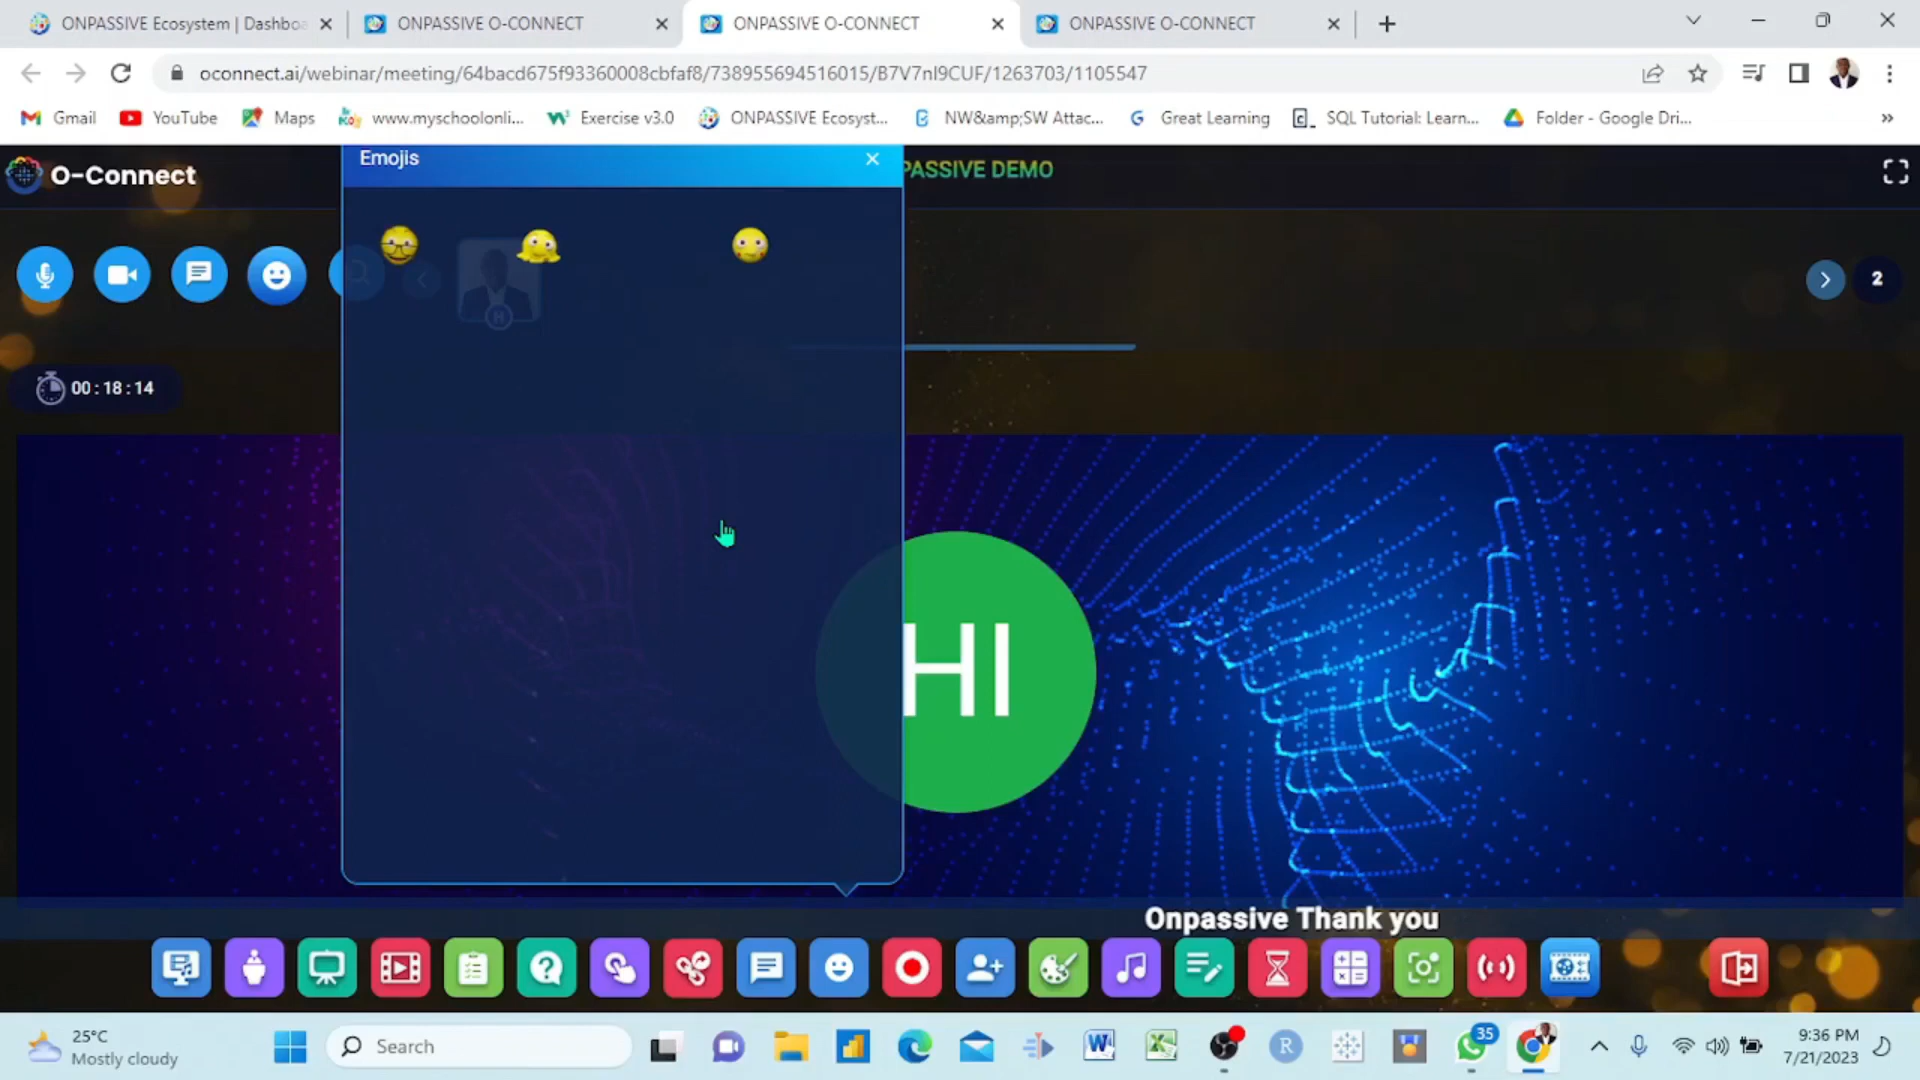 ONPASSIVE Ecosystem | Dashboa
ONPASSIVE O-CONNECT
ONPASSIVE O-CONNECT
ONPASSIVE O-CONNECT
oconnect.ai/webinar/meeting/64bacd675f93360008cbfaf8/738955694516015/B7V7nI9CUF/1263703/1105547
Gmail
YouTube
Maps
www.myschoolonli...
Exercise v3.0
ONPASSIVE Ecosyst...
NW&amp;SW Attac...
Great Learning
SQL Tutorial: Learn...
Folder - Google Dri...
O-Connect
Emojis
PASSIVE DEMO
H
2
00:18:14
HI
Onpassive Thank you
25°C
Mostly cloudy
Search
35
9:36 PM
7/21/2023